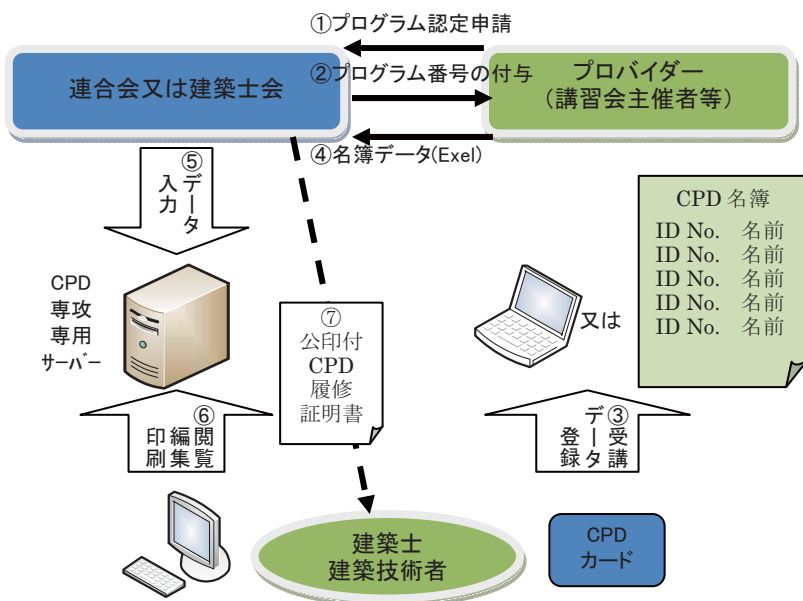 ①プログラム認定申請
連合会又は建築士会
②プログラム番号の付与
プロバイダー
(講習会主催者等)
④名簿データ(Exel)
⑤データ
入力
CPD 名簿
ID No. 名前
ID No. 名前
ID No. 名前
ID No. 名前
ID No. 名前
CPD
専攻
専用
サーバー
⑦
公印付
CPD
履修
証明書
又は
⑥閲覧
編集
印刷
③受講
データ
登録
建築士
建築技術者
CPD
カード